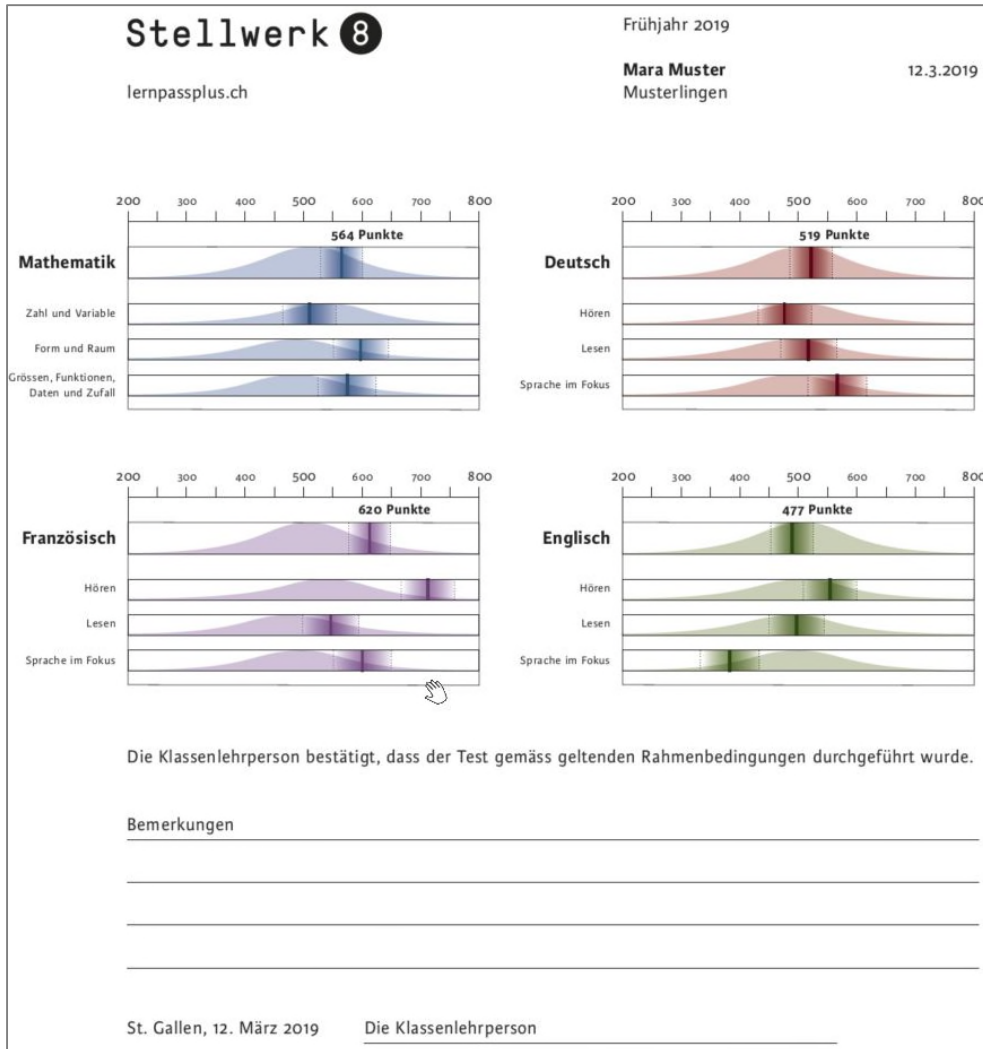 Stellwerk 8
lernpassplus.ch
Frühjahr 2019
Mara Muster 12.3.2019
Musterlingen
200 300 400 500 600 700 800
564 Punkte
Mathematik
Zahl und Variable
Form und Raum
Grössen, Funktionen,
Daten und Zufall
200 300 400 500 600 700 800
519 Punkte
Deutsch
Hören
Lesen
Sprache im Fokus
200 300 400 500 600 700 800
620 Punkte
Französisch
Hören
Lesen
Sprache im Fokus
200 300 400 500 600 700 800
477 Punkte
Englisch
Hören
Lesen
Sprache im Fokus
Die Klassenlehrperson bestätigt, dass der Test gemäss geltenden Rahmenbedingungen durchgeführt wurde.
Bemerkungen
St. Gallen, 12. März 2019 Die Klassenlehrperson